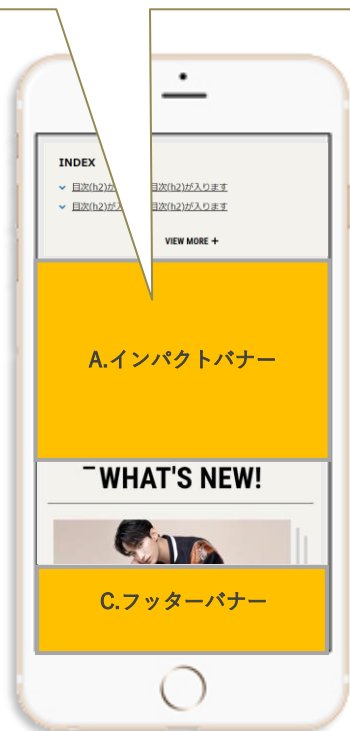 INDEX
目次(h2)が 目次(h2)が入ります
目次(h2)が入 目次(h2)が入ります
VIEW MORE +
A.インパクトバナー
WHAT'S NEW!
C.フッターバナー